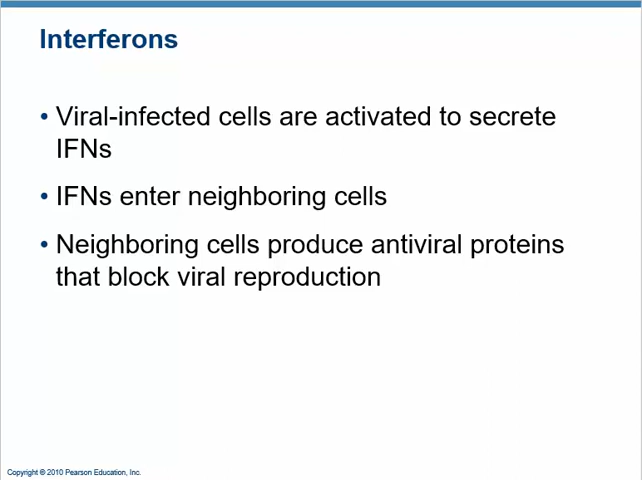 Interferons
• Viral-infected cells are activated to secrete
IFNs
• IFNs enter neighboring cells
• Neighboring cells produce antiviral proteins
that block viral reproduction
Copyright © 2010 Pearson Education, Inc.